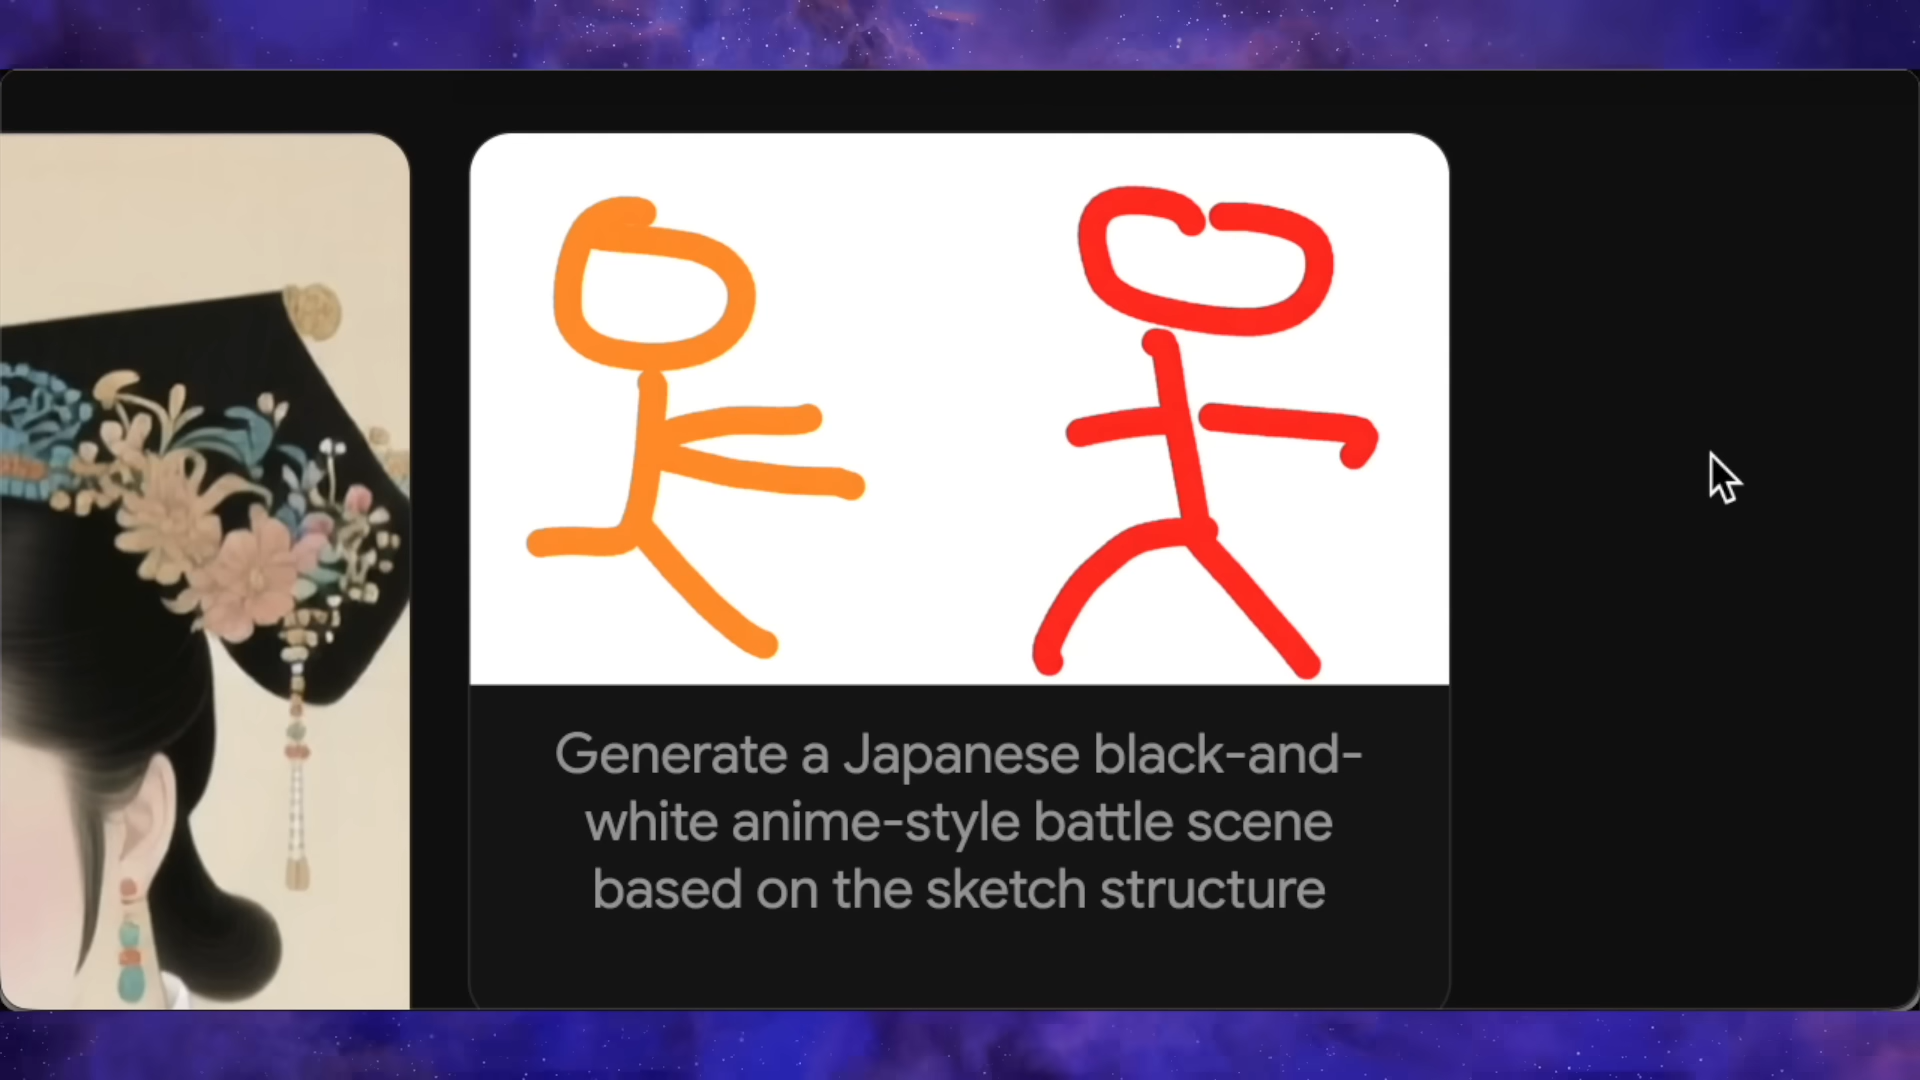 Generate a Japanese black-and-
white anime-style battle scene
based on the sketch structure